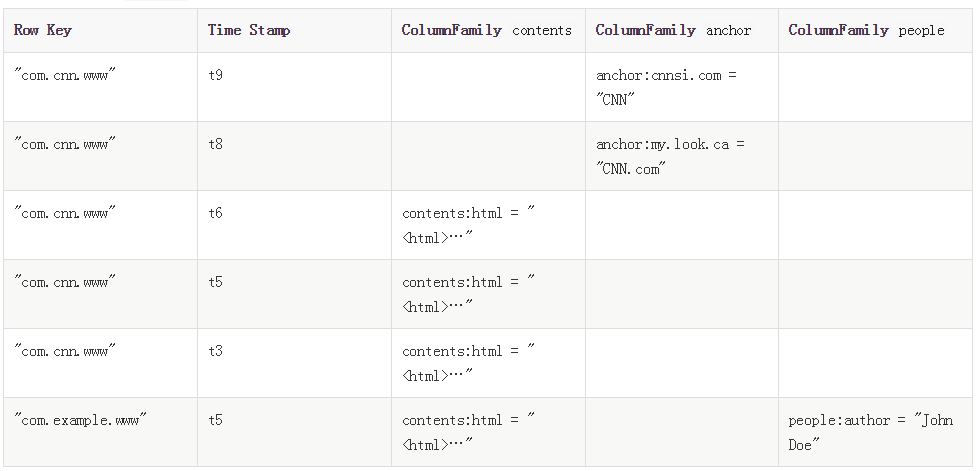 Row Key Time Stamp ColumnFamily contents ColumnFamily anchor ColumnFamily people
"com.cnn.www" t9 anchor:cnnsi.com =
"CNN"
"com.cnn.www" t8 anchor:my.look.ca =
"CNN.com"
"com.cnn.www" t6 contents:html = "
<html>…"
"com.cnn.www" t5 contents:html = "
<html>…"
"com.cnn.www" t3 contents:html = "
<html>…"
"com.example.www" t5 contents:html = " people:author = "John
<html>…" Doe"